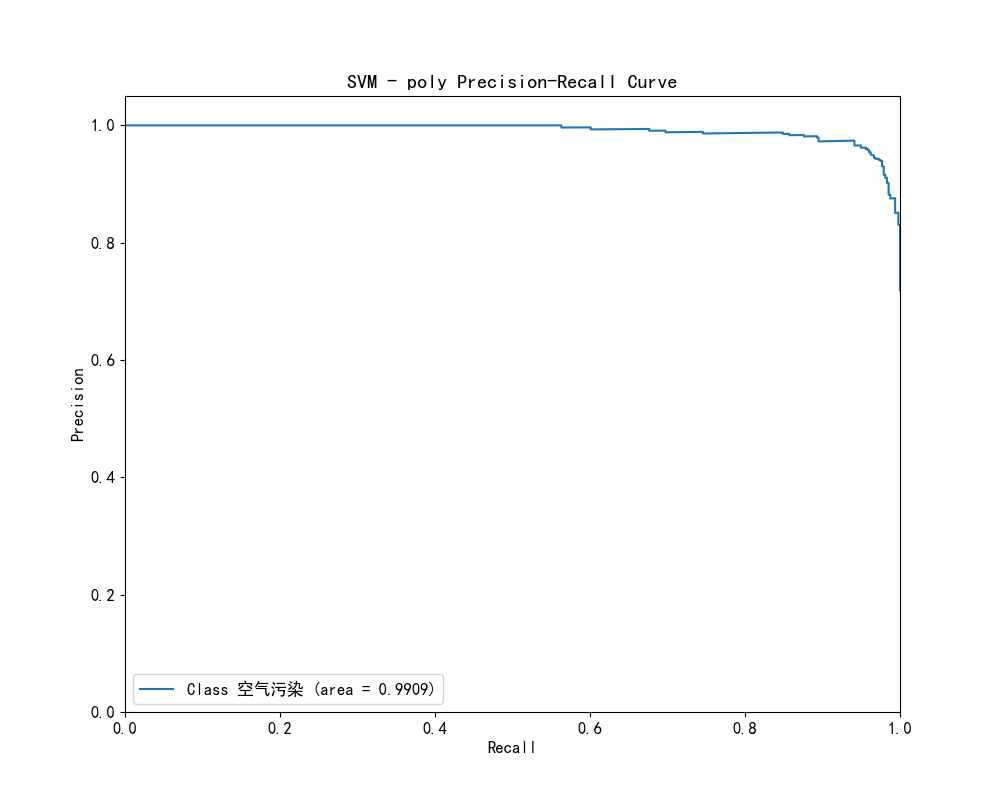 SVM - poly Precision-Recall Curve
Precision
1.0
0.8
0.6
0.4
0.2
0.0
Class 空气污染 (area = 0.9909)
0.0 0.2 0.4 0.6 0.8 1.0
Recall